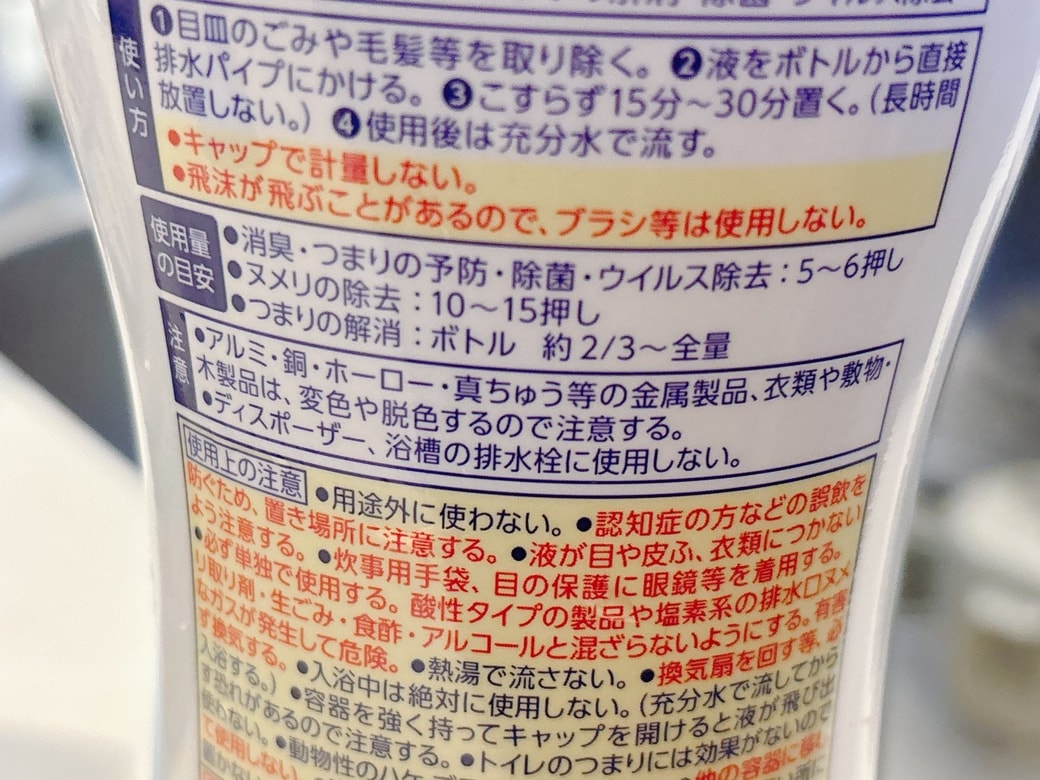 使い方
❶目皿のごみや毛髪等を取り除く。❷液をボトルから直接
排水パイプにかける。❸こすらず15分～30分置く。(長時間
放置しない。)❹使用後は充分水で流す。
●キャップで計量しない。
●飛沫が飛ぶことがあるので、ブラシ等は使用しない。
使用量
の目安
●消臭・つまりの予防・除菌・ウイルス除去：5～6押し
●ヌメリの除去：10～15押し
●つまりの解消：ボトル 約2/3～全量
注意
●アルミ・銅・ホーロー・真ちゅう等の金属製品、衣類や敷物・
木製品は、変色や脱色するので注意する。
●ディスポーザー、浴槽の排水栓に使用しない。
使用上の注意
●用途外に使わない。●認知症の方などの誤飲を
防ぐため、置き場所に注意する。●液が目や皮ふ、衣類につかない
よう注意する。●炊事用手袋、目の保護に眼鏡等を着用する。
●必ず単独で使用する。酸性タイプの製品や塩素系の排水口ヌメ
リ取り剤・生ごみ・食酢・アルコールと混ざらないようにする。有害
なガスが発生して危険。●熱湯で流さない。●換気扇を回す等、必
ず換気する。●入浴中は絶対に使用しない。(充分水で流してから
入浴する。)●容器を強く持ってキャップを開けると液が飛び出
す恐れがあるので注意する。●トイレのつまりには効果がないので
使わない。●動物性のハケ
て使用しない